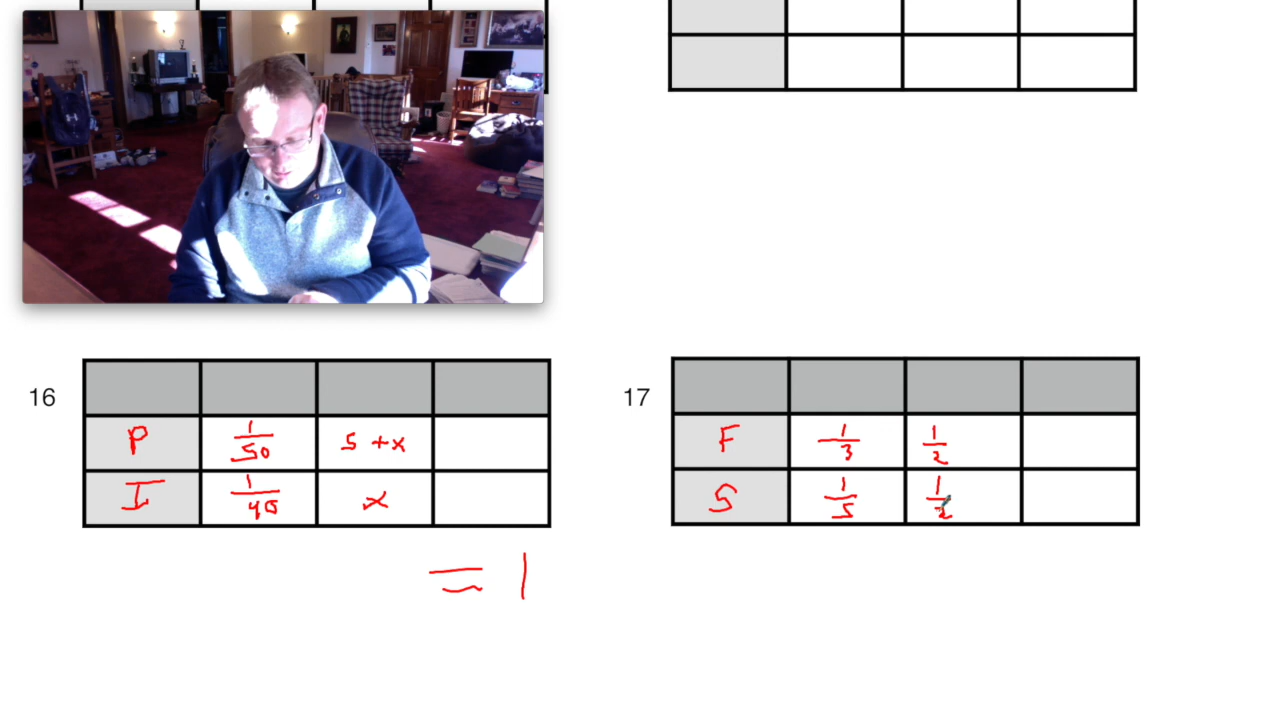 16
P 1/50 5 + x
I 1/40 x
= 1
17
F 1/3 1/2
S 1/5 1/2